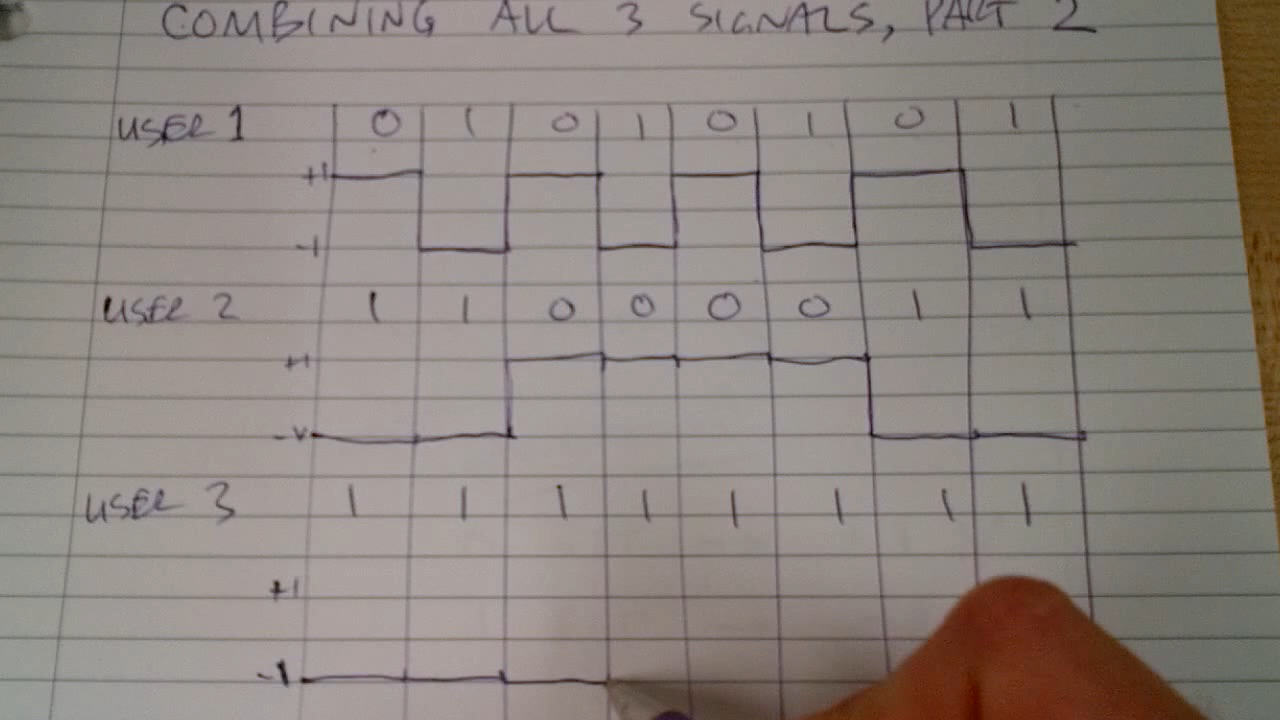 COMBINING ALL 3 SIGNALS, PART 2
USER 1 0 1 0 1 0 1 0 1
+1
-1
USER 2 1 1 0 0 0 0 1 1
+1
-v
USER 3 1 1 1 1 1 1 1 1
+1
-1